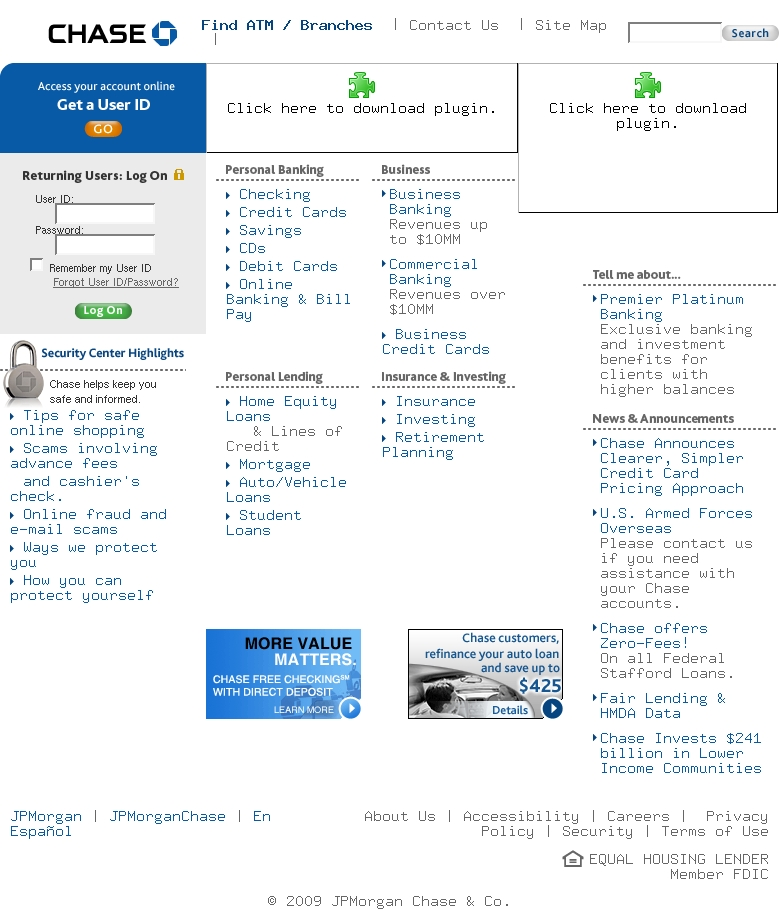 CHASE
Find ATM / Branches | Contact Us | Site Map
|
Search
Access your account online
Get a User ID
GO
Click here to download plugin.
Click here to download
plugin.
Returning Users: Log On
User ID:
Password:
Remember my User ID
Forgot User ID/Password?
Log On
Security Center Highlights
Chase helps keep you
safe and informed.
Tips for safe
online shopping
Scams involving
advance fees
and cashier's
check.
Online fraud and
e-mail scams
Ways we protect
you
How you can
protect yourself
Personal Banking
Checking
Credit Cards
Savings
CDs
Debit Cards
Online
Banking & Bill
Pay
Business
Business
Banking
Revenues up
to $10MM
Commercial
Banking
Revenues over
$10MM
Business
Credit Cards
Personal Lending
Home Equity
Loans
& Lines of
Credit
Mortgage
Auto/Vehicle
Loans
Student
Loans
Insurance & Investing
Insurance
Investing
Retirement
Planning
Tell me about...
Premier Platinum
Banking
Exclusive banking
and investment
benefits for
clients with
higher balances
News & Announcements
Chase Announces
Clearer, Simpler
Credit Card
Pricing Approach
U.S. Armed Forces
Overseas
Please contact us
if you need
assistance with
your Chase
accounts.
Chase offers
Zero-Fees!
On all Federal
Stafford Loans.
Fair Lending &
HMDA Data
Chase Invests $241
billion in Lower
Income Communities
MORE VALUE
MATTERS.
CHASE FREE CHECKING℠
WITH DIRECT DEPOSIT
LEARN MORE
Chase customers,
refinance your auto loan
and save up to
$425
Details
JPMorgan | JPMorganChase | En
Español
About Us | Accessibility | Careers | Privacy
Policy | Security | Terms of Use
EQUAL HOUSING LENDER
Member FDIC
© 2009 JPMorgan Chase & Co.